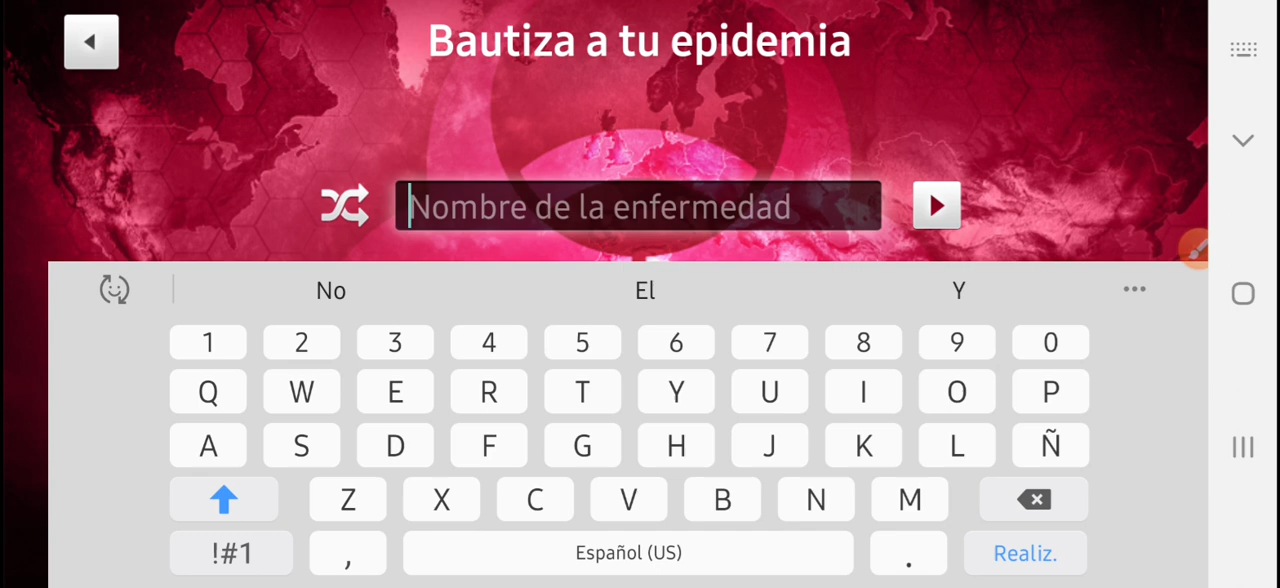 Bautiza a tu epidemia
Nombre de la enfermedad
No El Y
1 2 3 4 5 6 7 8 9 0
Q W E R T Y U I O P
A S D F G H J K L Ñ
Z X C V B N M
!#1 , Español (US) . Realiz.